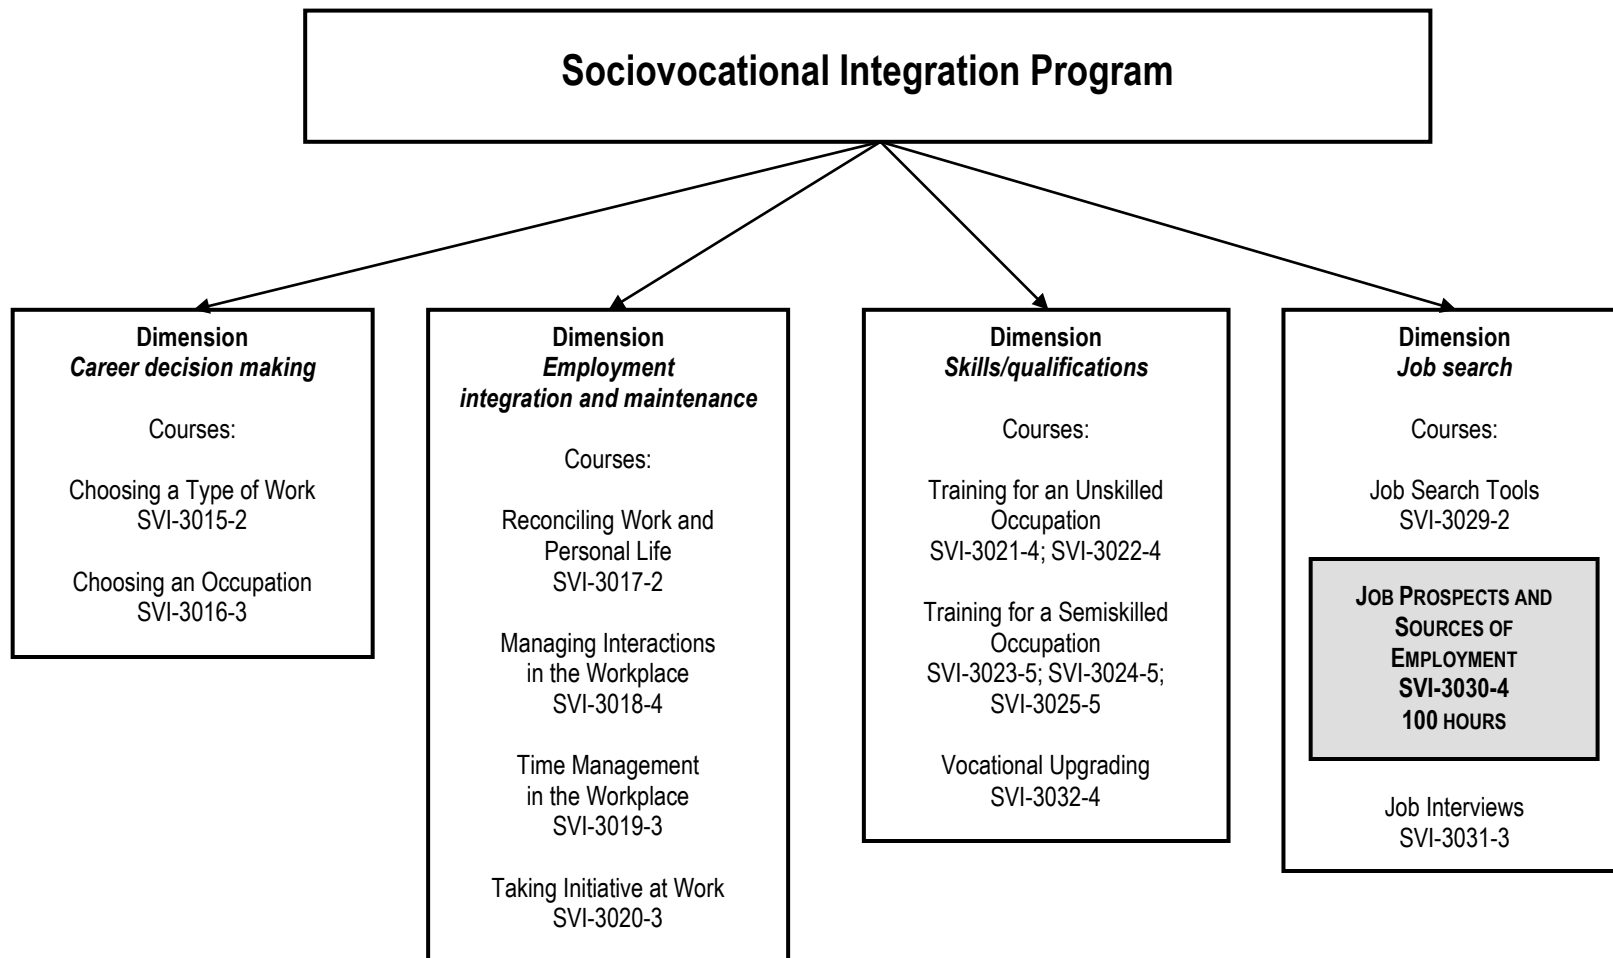 Sociovocational Integration Program
Dimension
Career decision making
Courses:
Choosing a Type of Work
SVI-3015-2
Choosing an Occupation
SVI-3016-3
Dimension
Employment
integration and maintenance
Courses:
Reconciling Work and
Personal Life
SVI-3017-2
Managing Interactions
in the Workplace
SVI-3018-4
Time Management
in the Workplace
SVI-3019-3
Taking Initiative at Work
SVI-3020-3
Dimension
Skills/qualifications
Courses:
Training for an Unskilled
Occupation
SVI-3021-4; SVI-3022-4
Training for a Semiskilled
Occupation
SVI-3023-5; SVI-3024-5;
SVI-3025-5
Vocational Upgrading
SVI-3032-4
Dimension
Job search
Courses:
Job Search Tools
SVI-3029-2
JOB PROSPECTS AND
SOURCES OF
EMPLOYMENT
SVI-3030-4
100 HOURS
Job Interviews
SVI-3031-3